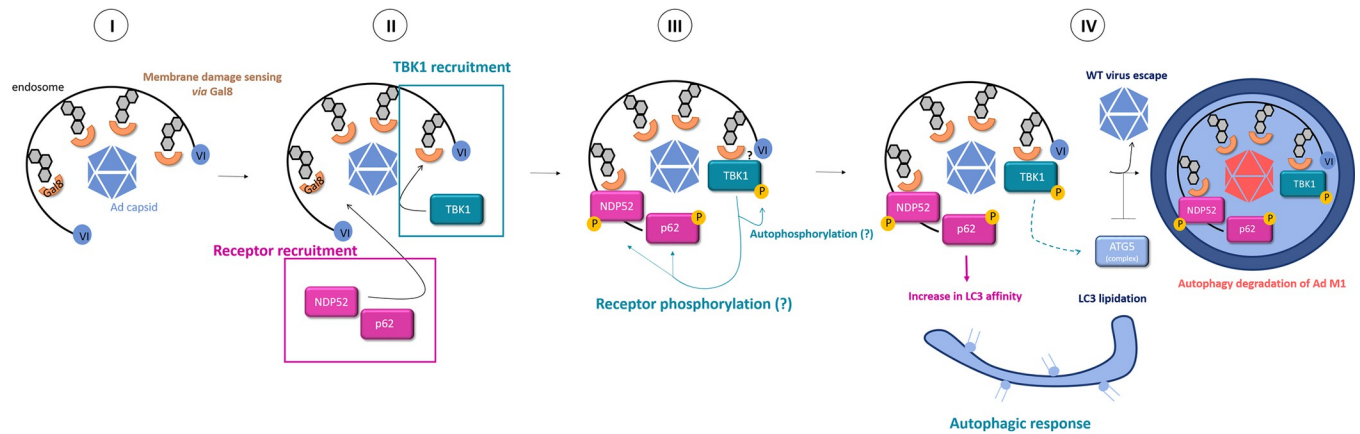 I
endosome
Membrane damage sensing
via Gal8
Gal8
VI
Ad capsid
VI
II
TBK1 recruitment
Gal8
VI
TBK1
VI
Receptor recruitment
NDP52
p62
III
VI
?
TBK1
P
NDP52
P
p62
P
Autophosphorylation (?)
Receptor phosphorylation (?)
IV
WT virus escape
VI
TBK1
P
NDP52
P
p62
P
ATG5
(complex)
Increase in LC3 affinity
LC3 lipidation
Autophagic response
VI
TBK1
P
NDP52
P
p62
P
Autophagy degradation of Ad M1